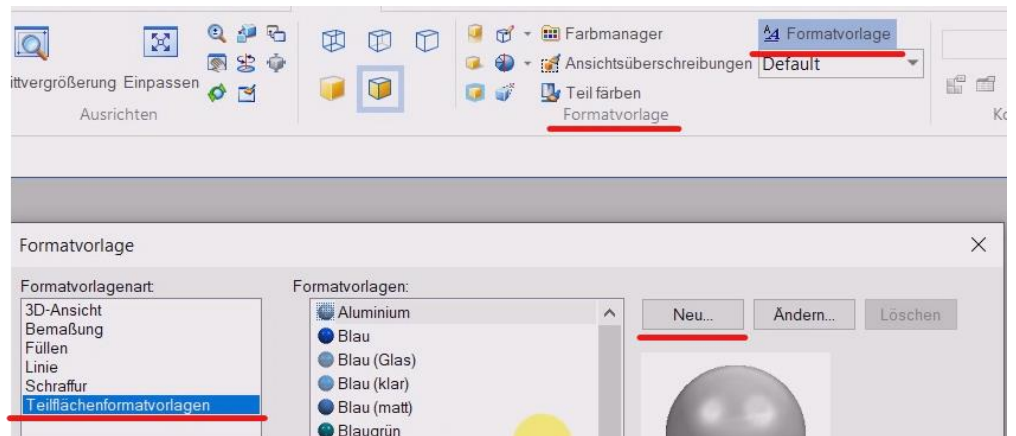 Farbmanager
Formatvorlage
Ansichtsüberschreibungen
Default
ittvergrößerung Einpassen
Teil färben
Ausrichten
Formatvorlage
Formatvorlage
Formatvorlagenart:
Formatvorlagen:
3D-Ansicht
Bemaßung
Füllen
Linie
Schraffur
Teilflächenformatvorlagen
Aluminium
Blau
Blau (Glas)
Blau (klar)
Blau (matt)
Blaugrün
Neu...
Ändern...
Löschen